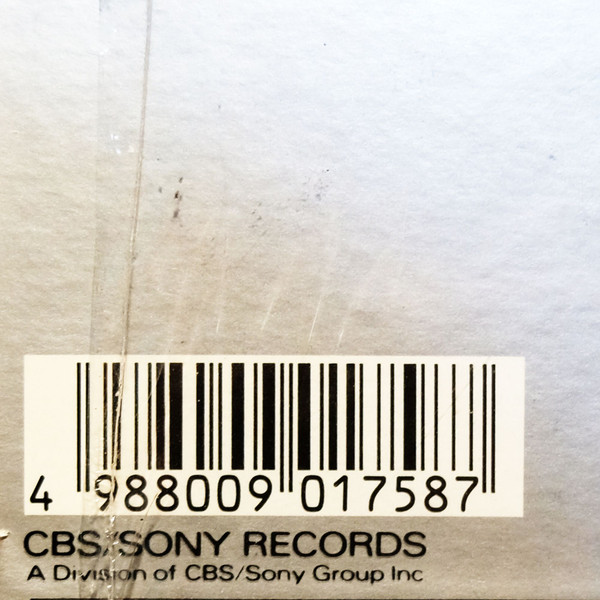 4 988009 017587
CBS/SONY RECORDS
A Division of CBS/Sony Group Inc